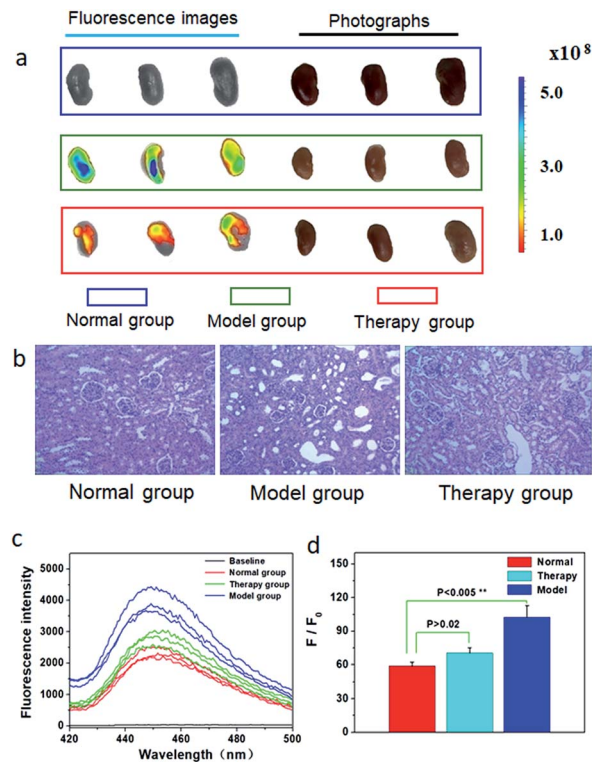 Fluorescence images Photographs
a
x10 8
5.0
3.0
1.0
Normal group Model group Therapy group
b
Normal group Model group Therapy group
c
Fluorescence intensity
5000
4000
3000
2000
1000
0
420 440 460 480 500
Wavelength (nm)
Baseline
Normal group
Therapy group
Model group
d
F / F0
150
120
90
60
30
0
Normal
Therapy
Model
P<0.005 **
P>0.02